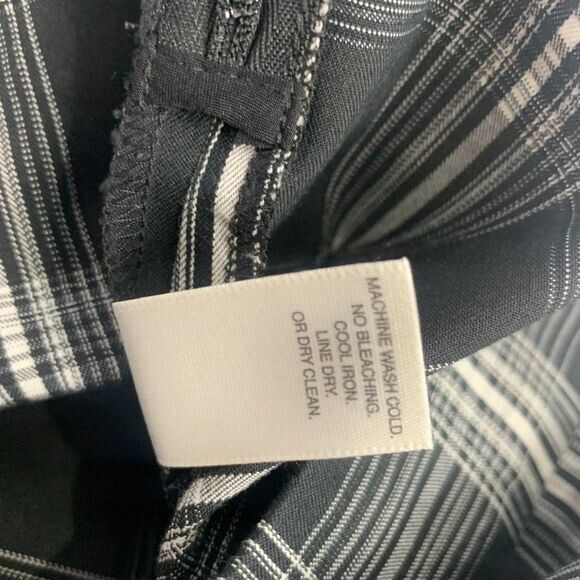 MACHINE WASH COLD.
NO BLEACHING.
COOL IRON.
LINE DRY.
OR DRY CLEAN.